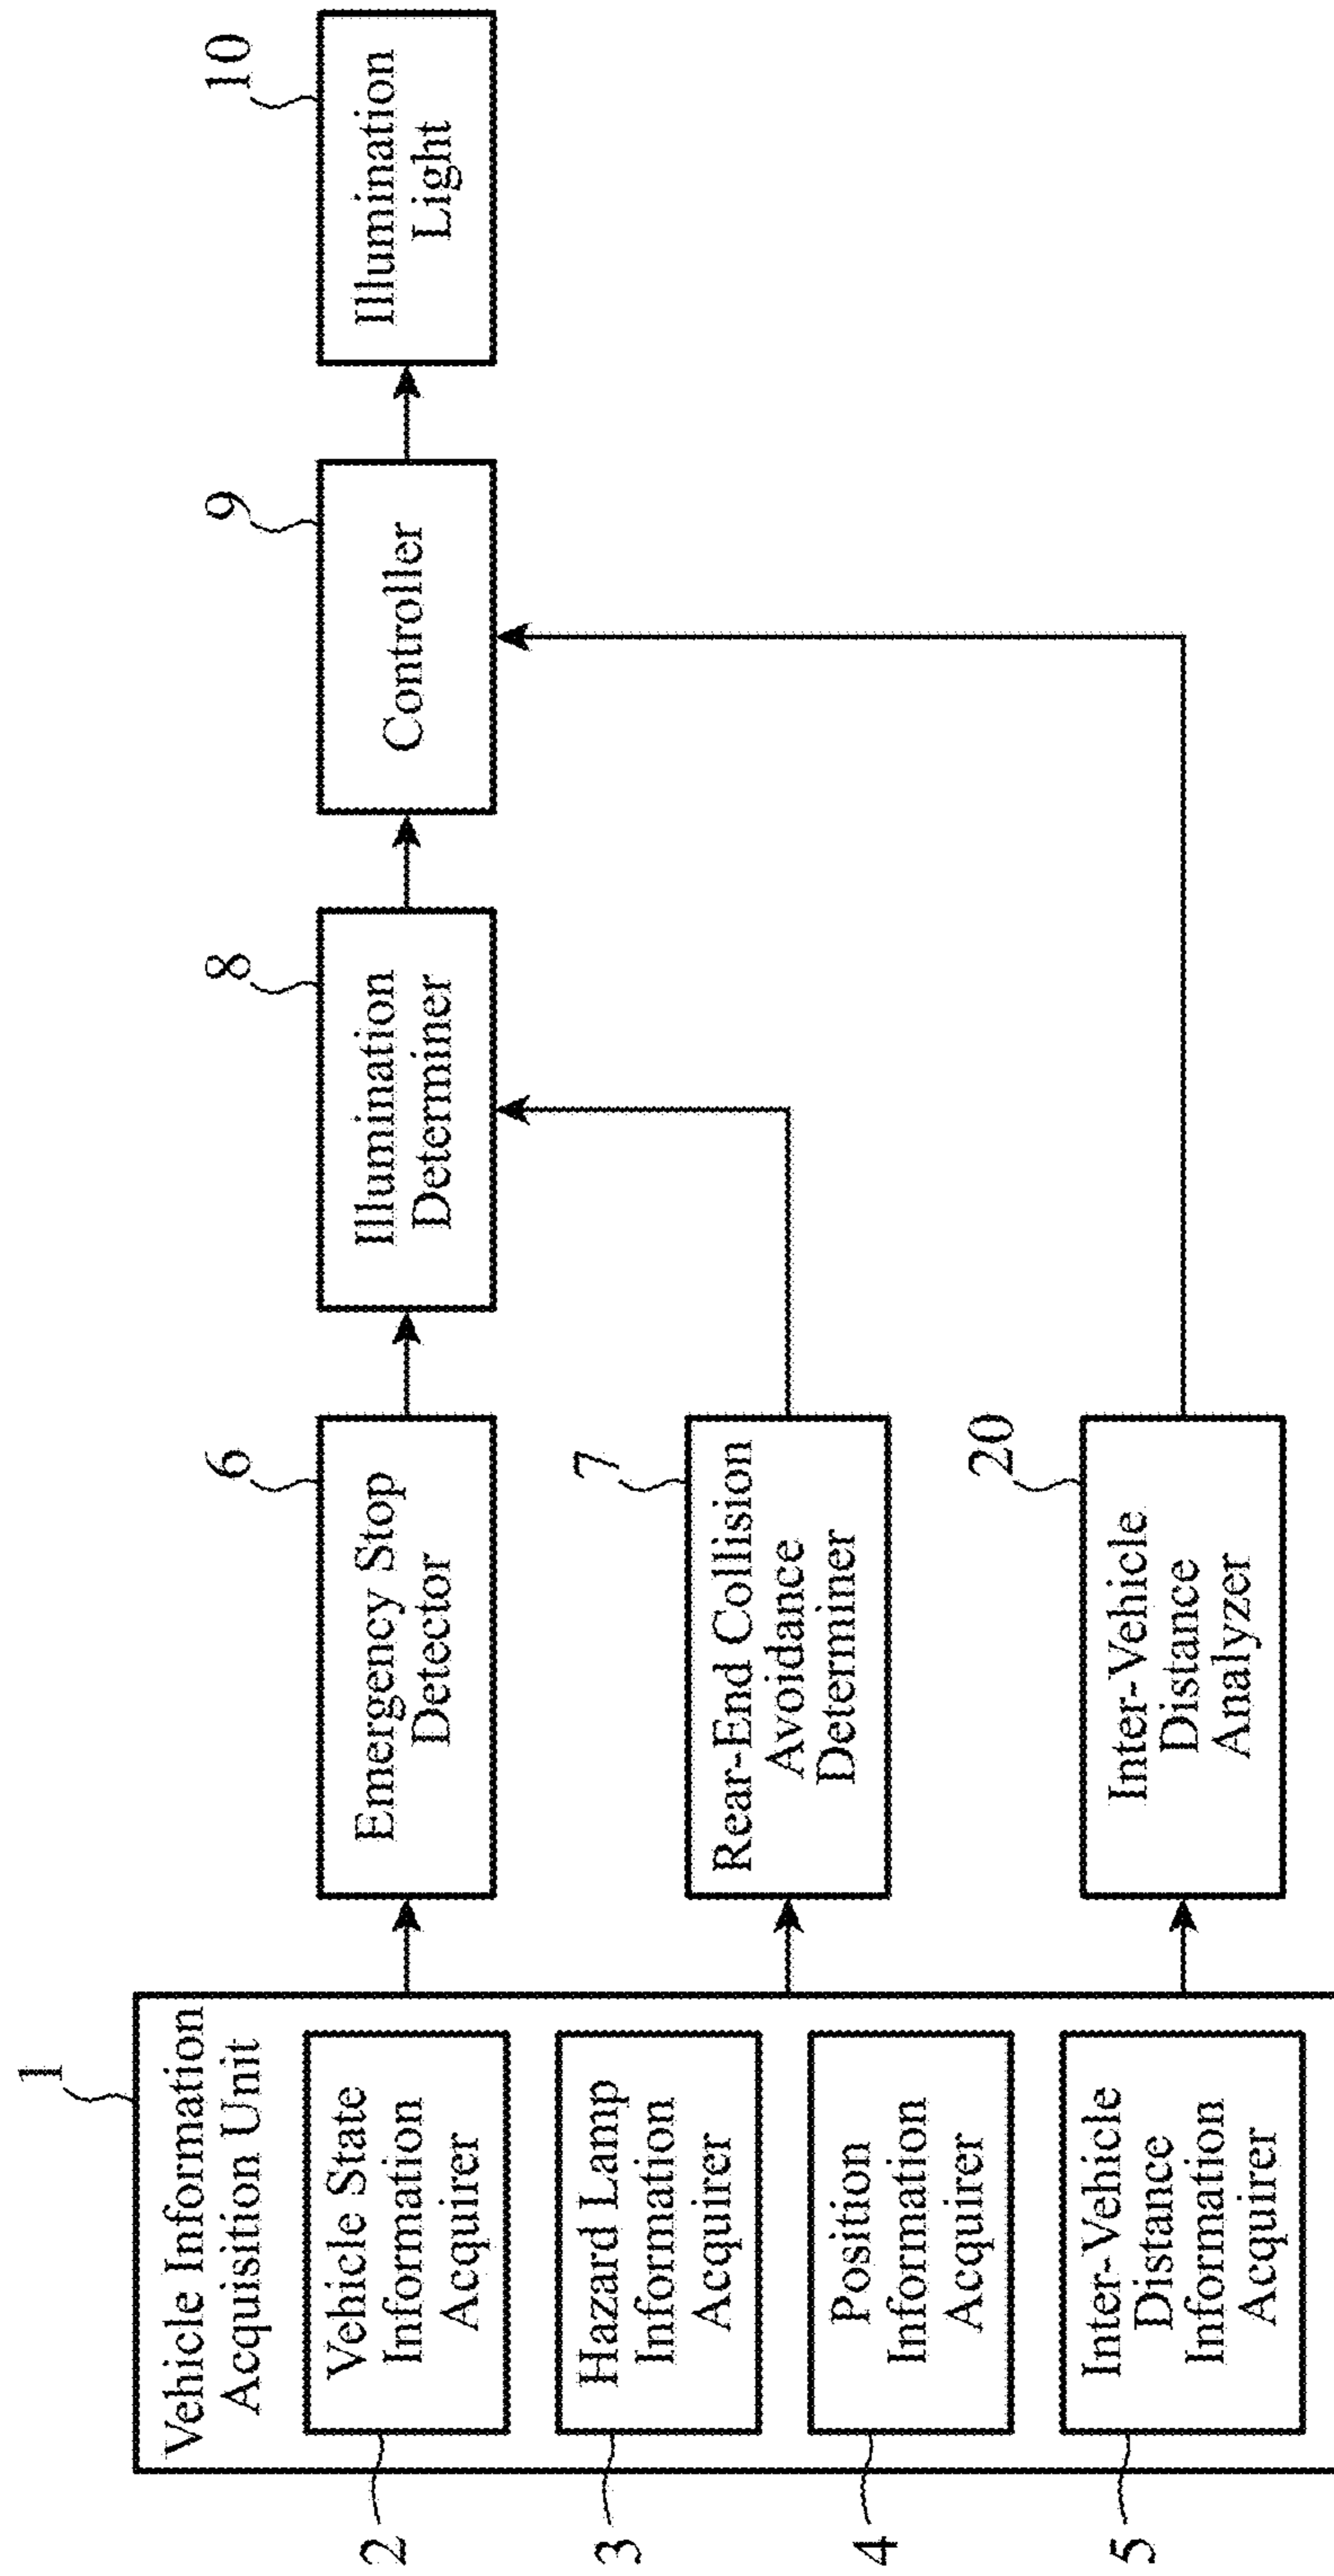 1
Vehicle Information
Acquisition Unit
2
Vehicle State
Information
Acquirer
3
Hazard Lamp
Information
Acquirer
4
Position
Information
Acquirer
5
Inter-Vehicle
Distance
Information
Acquirer
6
Emergency Stop
Detector
7
Rear-End Collision
Avoidance
Determiner
20
Inter-Vehicle
Distance
Analyzer
8
Illumination
Determiner
9
Controller
10
Illumination
Light